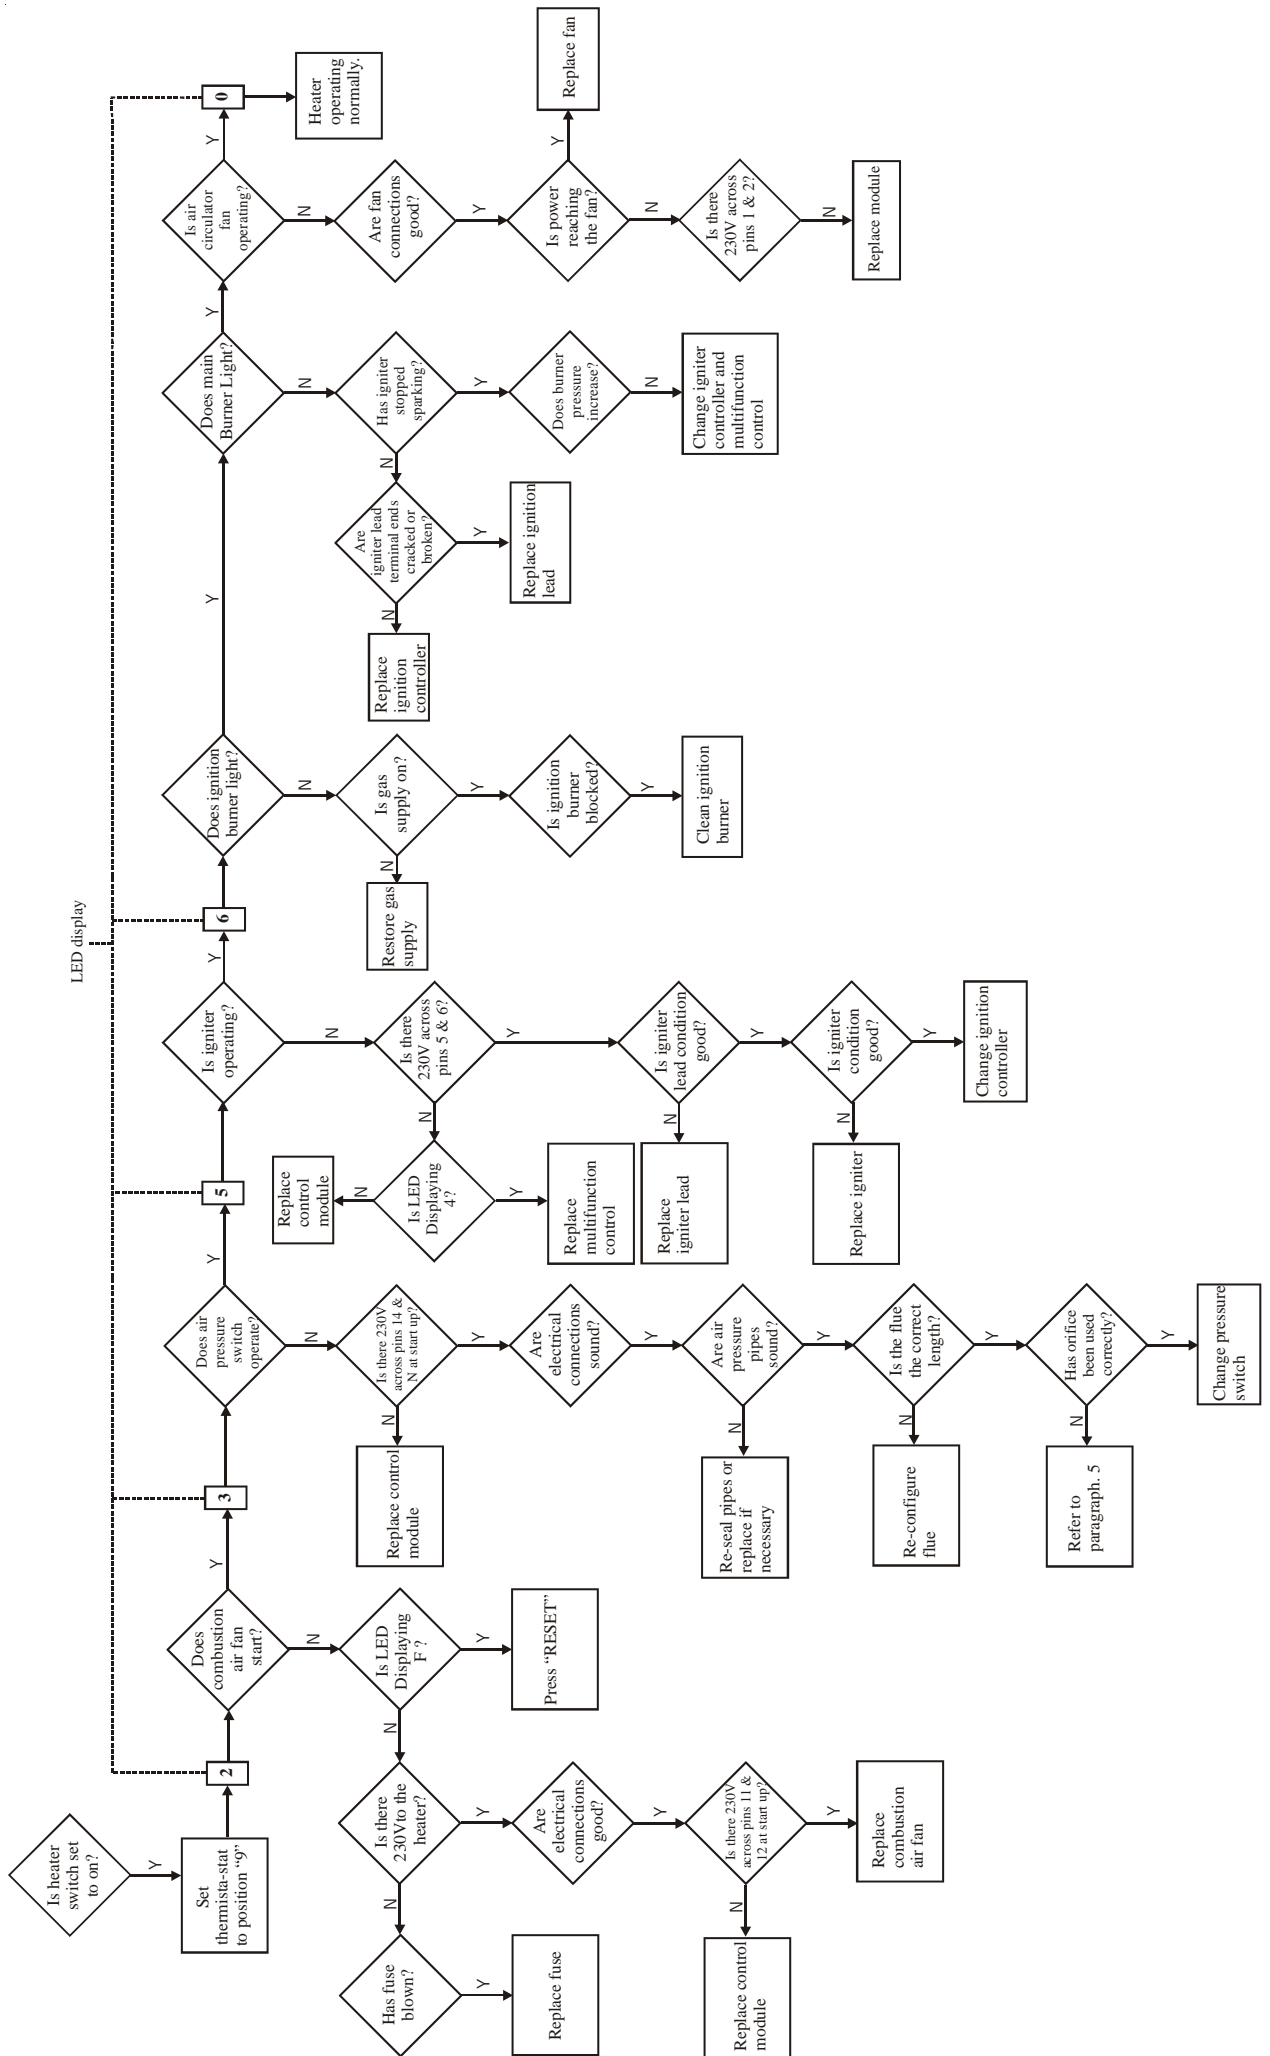 LED display
Is heater
switch set
to on?
Y
Set
thermista-stat
to position “9”
2
Does
combustion
air fan
start?
Y
N
Is LED
Displaying
F ?
Y
Press “RESET”
N
Is there
230V to the
heater?
N
Has fuse
blown?
Y
Replace fuse
Y
Are
electrical
connections
good?
Y
Is there 230V
across pins 11 &
12 at start up?
N
Replace control
module
Y
Replace
combustion
air fan
3
Does air
pressure
switch
operate?
Y
N
Is there 230V
across pins 14 &
N at start up?
N
Replace control
module
Y
Are
electrical
connections
sound?
Y
Are air
pressure
pipes
sound?
N
Re-seal pipes or
replace if
necessary
Y
Is the flue
the correct
length?
N
Re-configure
flue
Y
Has orifice
been used
correctly?
N
Refer to
paragraph. 5
Y
Change pressure
switch
5
Is igniter
operating?
Y
N
Is there
230V across
pins 5 & 6?
N
Is LED
Displaying
4?
N
Replace
control
module
Y
Replace
multifunction
control
Y
Is igniter
lead condition
good?
N
Replace
igniter lead
Y
Is igniter
condition
good?
N
Replace igniter
Y
Change ignition
controller
6
Does ignition
burner light?
Y
N
Is gas
supply on?
N
Restore gas
supply
Y
Is ignition
burner
blocked?
Y
Clean ignition
burner
Does main
Burner Light?
Y
N
Has igniter
stopped
sparking?
N
Are
igniter lead
terminal ends
cracked or
broken?
N
Replace
ignition
controller
Y
Replace ignition
lead
Y
Does burner
pressure
increase?
N
Change igniter
controller and
multifunction
control
Is air
circulator
fan
operating?
Y
0
Heater
operating
normally.
N
Are fan
connections
good?
Y
Is power
reaching
the fan?
Y
Replace fan
N
Is there
230V across
pins 1 & 2?
N
Replace module